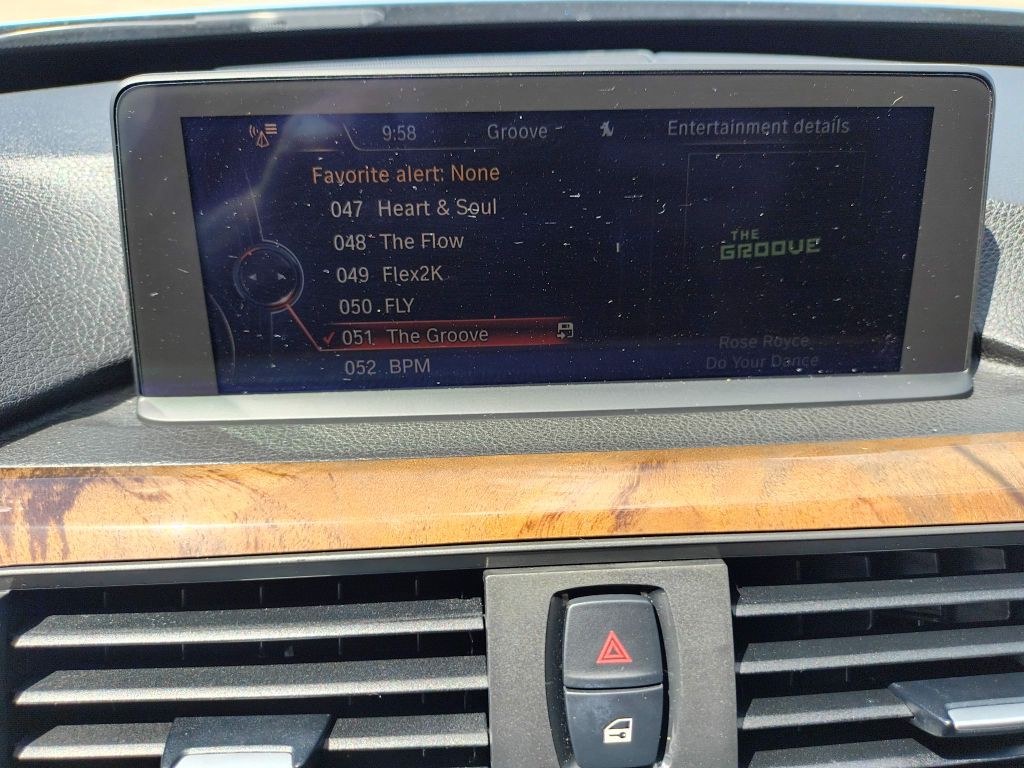 9:58 Groove Entertainment details
Favorite alert: None
047 Heart & Soul
048 The Flow
049 Flex2K
050 FLY
051 The Groove
052 BPM
THE
GROOVE
Rose Royce
Do Your Dance